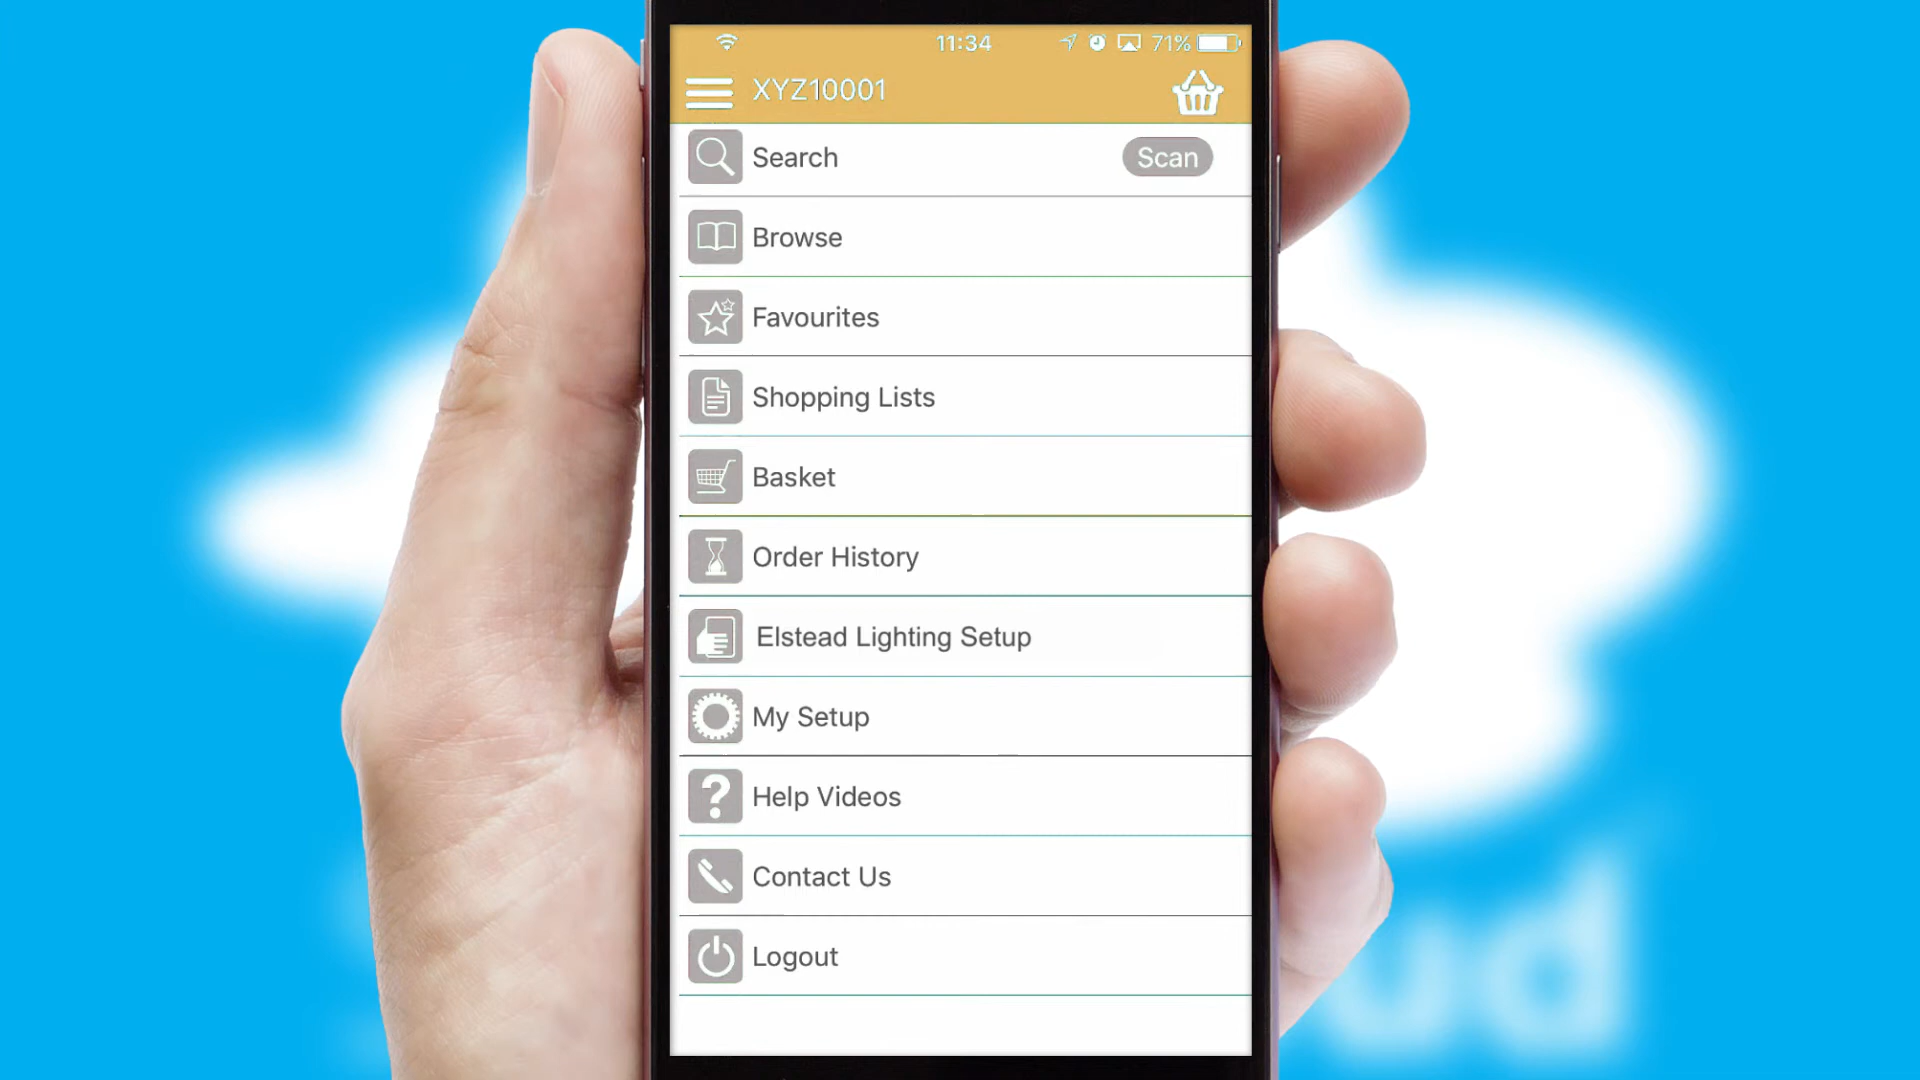 11:34 71%
XYZ10001
Search Scan
Browse
Favourites
Shopping Lists
Basket
Order History
Elstead Lighting Setup
My Setup
Help Videos
Contact Us
Logout